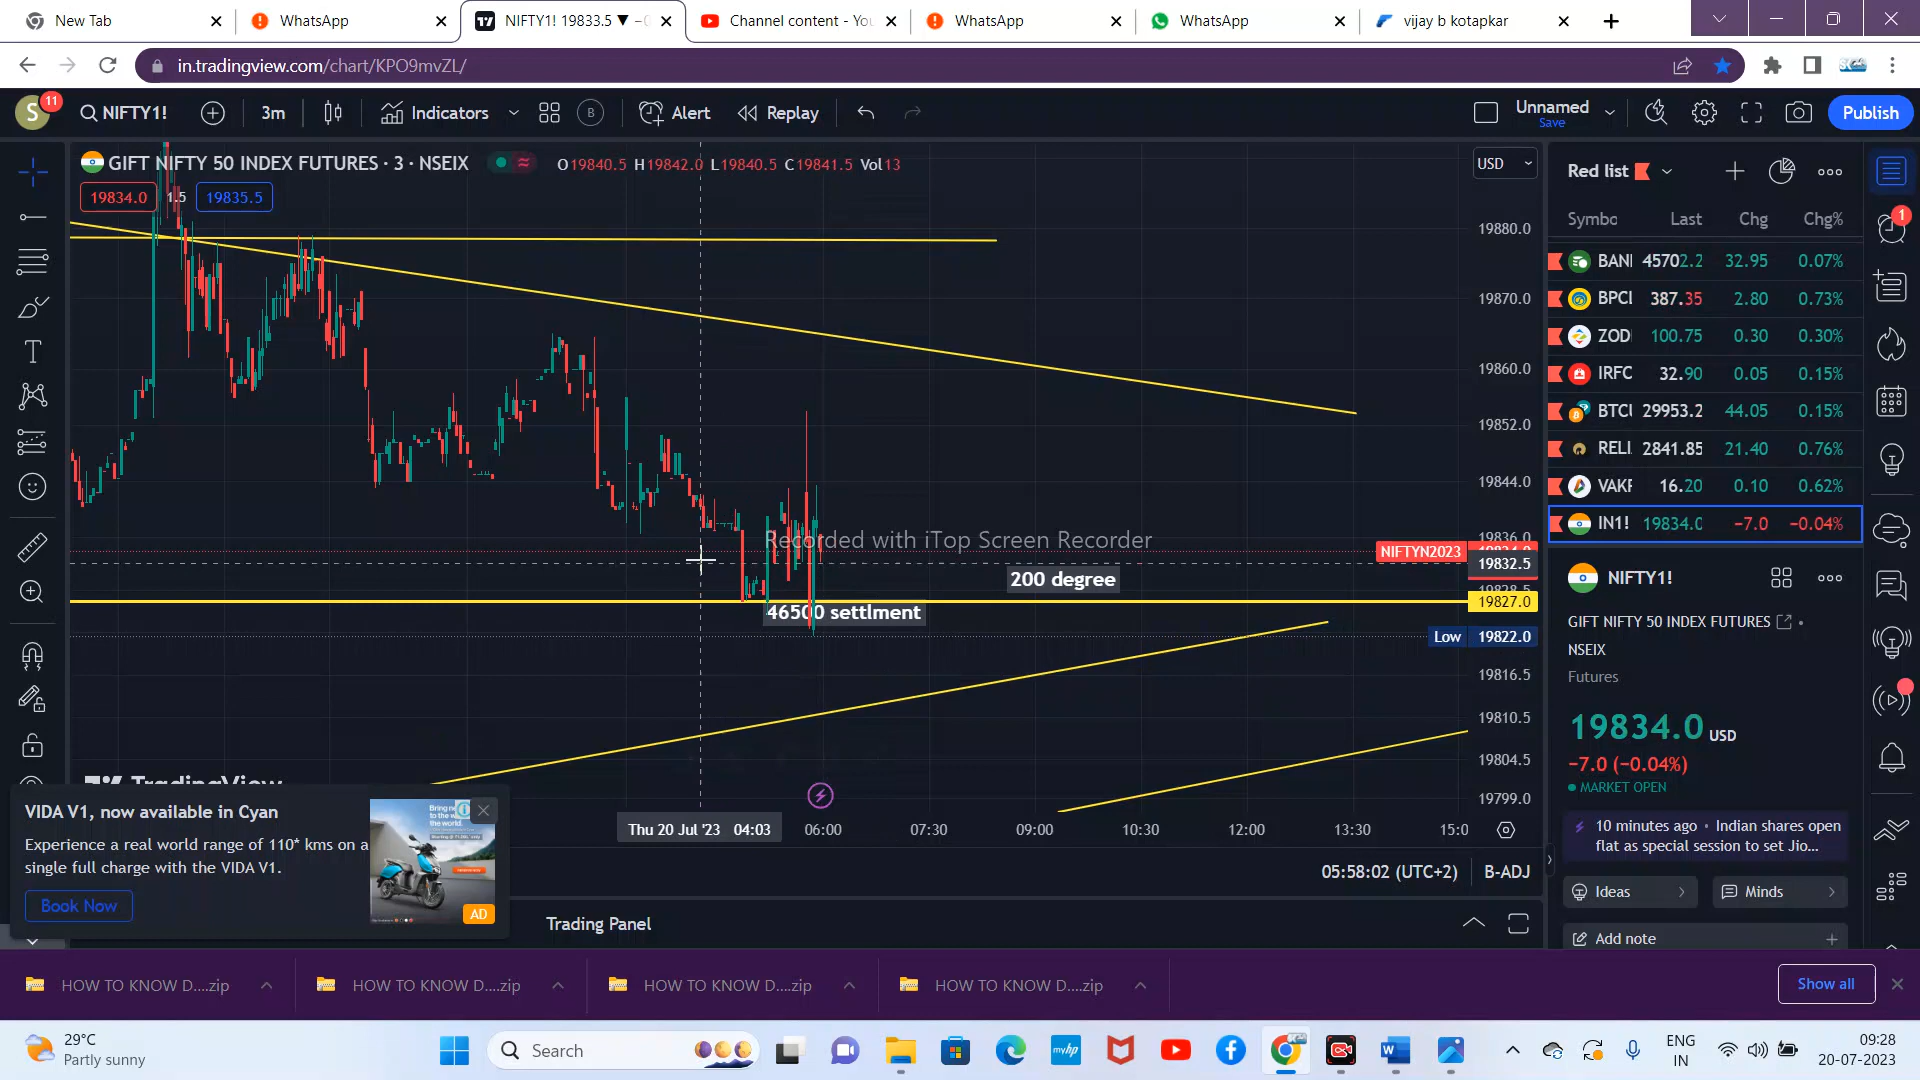 New Tab
WhatsApp
NIFTY1! 19833.5 ▼
Channel content - You
WhatsApp
WhatsApp
vijay b kotapkar
in.tradingview.com/chart/KPO9mvZL/
S
11
NIFTY1!
3m
Indicators
B
Alert
Replay
Unnamed
Save
Publish
GIFT NIFTY 50 INDEX FUTURES · 3 · NSEIX
O19840.5 H19842.0 L19840.5 C19841.5 Vol13
19834.0
1.5
19835.5
USD
19880.0
19870.0
19860.0
19852.0
19844.0
19836.0
NIFTYN2023
19832.5
19827.0
Low
19822.0
19816.5
19810.5
19804.5
19799.0
Recorded with iTop Screen Recorder
200 degree
46500 settlment
TradingView
Thu 20 Jul '23 04:03
06:00
07:30
09:00
10:30
12:00
13:30
15:0
05:58:02 (UTC+2)
B-ADJ
Trading Panel
VIDA V1, now available in Cyan
Experience a real world range of 110* kms on a
single full charge with the VIDA V1.
Book Now
AD
Red list
Symbo Last Chg Chg%
BANI 45702.2 32.95 0.07%
BPCL 387.35 2.80 0.73%
ZOD 100.75 0.30 0.30%
IRFC 32.90 0.05 0.15%
BTCU 29953.2 44.05 0.15%
RELI 2841.85 21.40 0.76%
VAKR 16.20 0.10 0.62%
IN1! 19834.0 −7.0 −0.04%
1
NIFTY1!
GIFT NIFTY 50 INDEX FUTURES
NSEIX
Futures
19834.0 USD
−7.0 (−0.04%)
MARKET OPEN
10 minutes ago · Indian shares open
flat as special session to set Jio...
Ideas
Minds
Add note
HOW TO KNOW D....zip
HOW TO KNOW D....zip
HOW TO KNOW D....zip
HOW TO KNOW D....zip
Show all
29°C
Partly sunny
Search
myhp
ENG
IN
09:28
20-07-2023